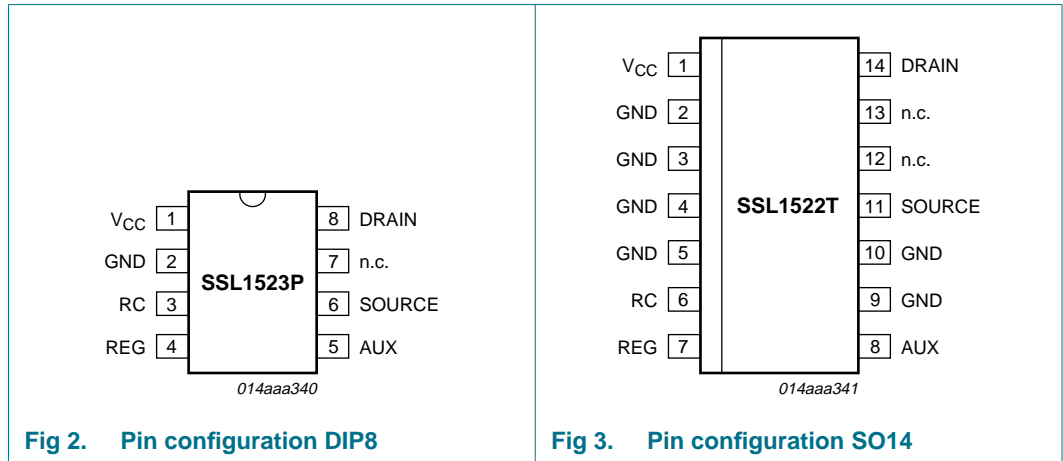 VCC 1
8 DRAIN
GND 2
7 n.c.
SSL1523P
RC 3
6 SOURCE
REG 4
5 AUX
014aaa340
Fig 2. Pin configuration DIP8
VCC 1
14 DRAIN
GND 2
13 n.c.
GND 3
12 n.c.
GND 4
SSL1522T
11 SOURCE
GND 5
10 GND
RC 6
9 GND
REG 7
8 AUX
014aaa341
Fig 3. Pin configuration SO14